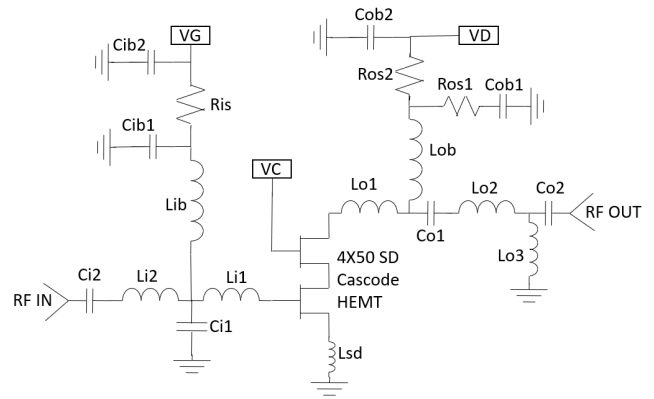 Cob2
VD
Cib2
VG
Ros2
Ros1
Cob1
Ris
Cib1
Lob
VC
Lib
Lo1
Lo2
Co2
RF OUT
Co1
4X50 SD
Cascode
HEMT
Lo3
Ci2
Li2
Li1
RF IN
Ci1
Lsd